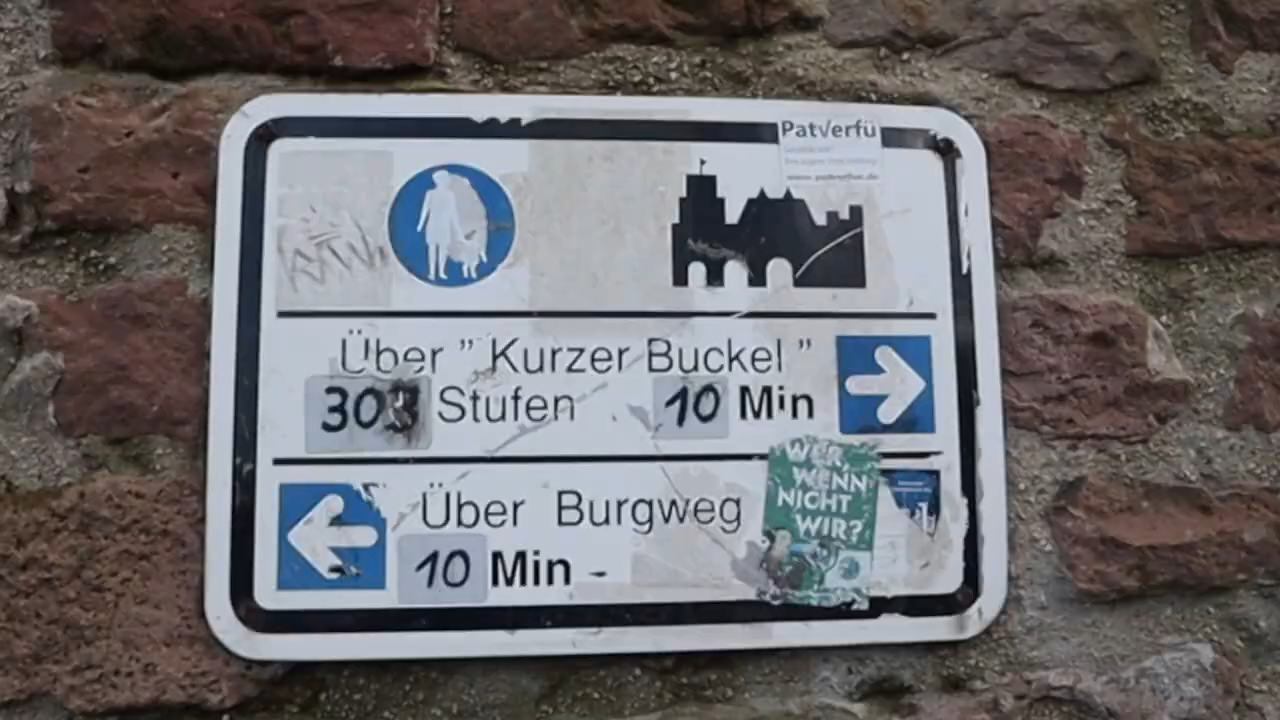 PatVerfü
www.patverfue.de
Über ” Kurzer Buckel ”
303 Stufen 10 Min
Über Burgweg
10 Min
WER,
WENN
NICHT
WIR?